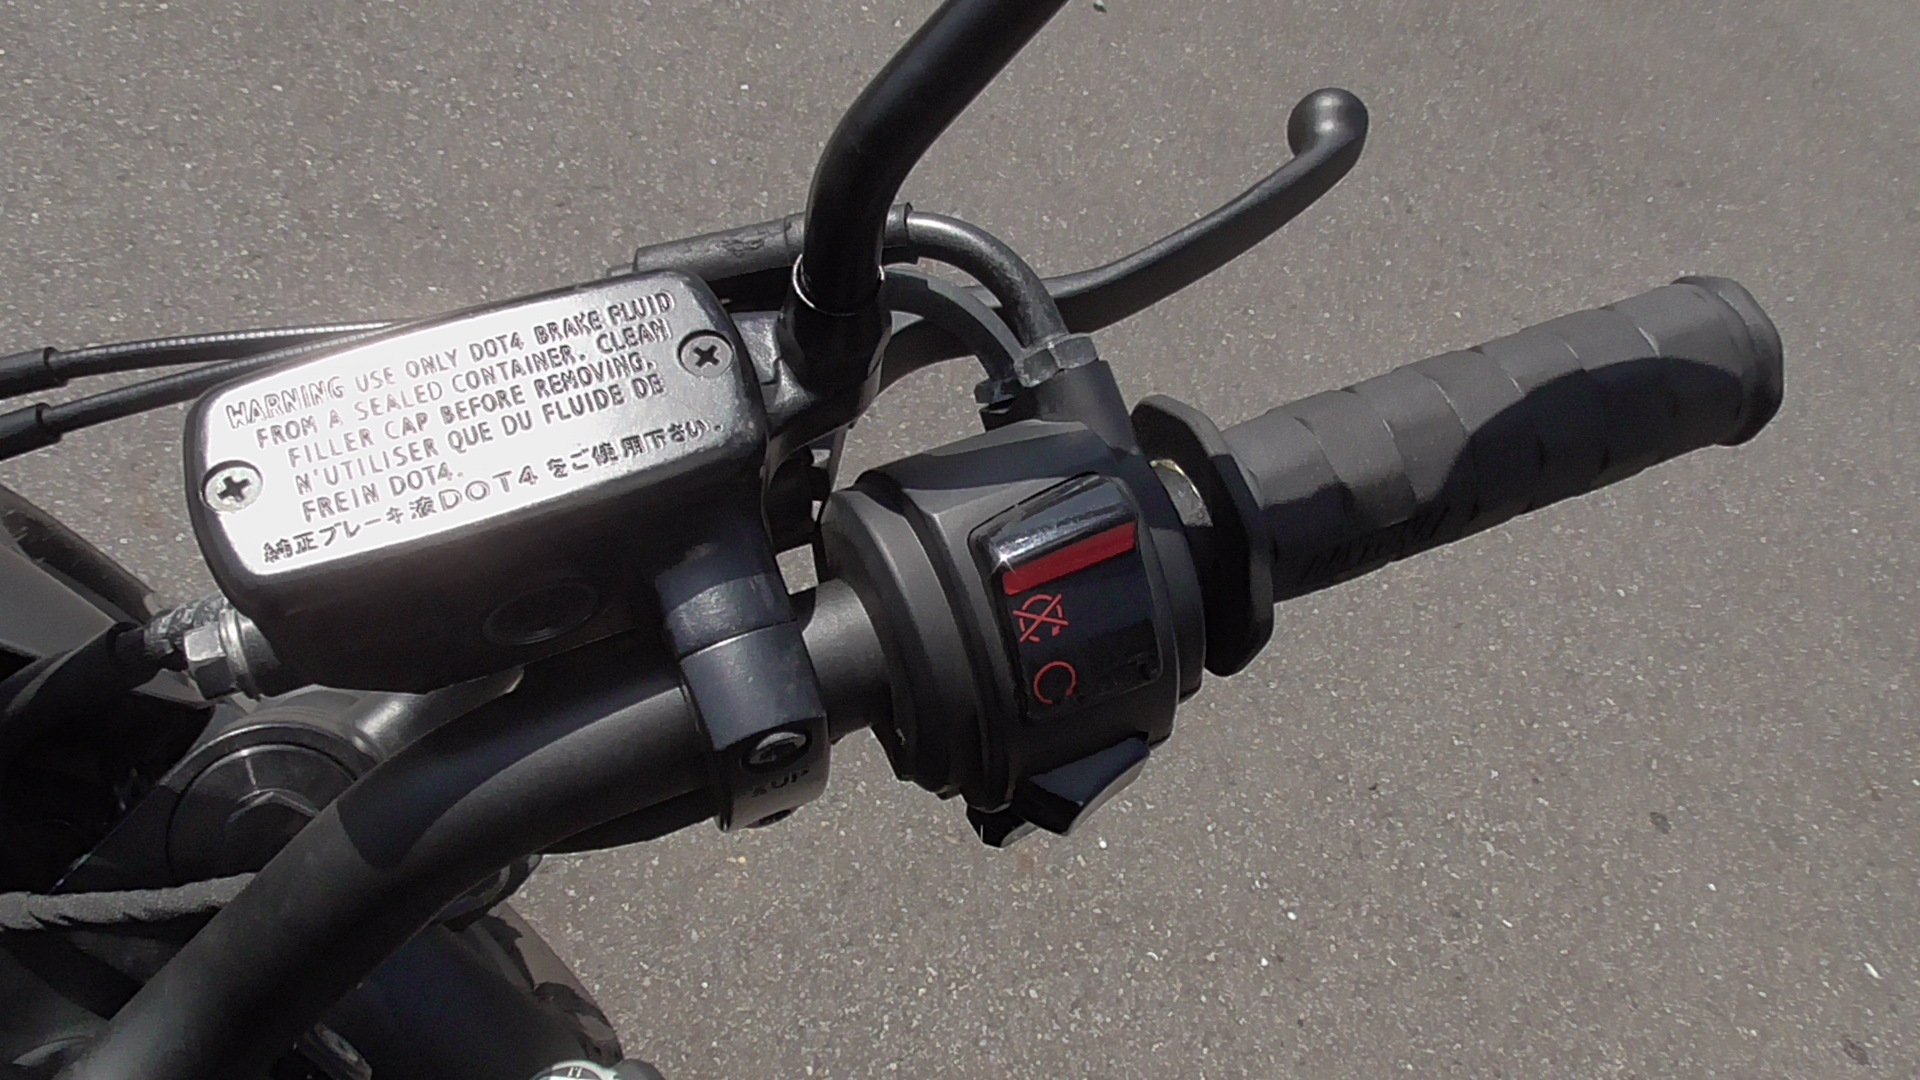 WARNING USE ONLY DOT4 BRAKE FLUID
FROM A SEALED CONTAINER. CLEAN
FILLER CAP BEFORE REMOVING.
N'UTILISER QUE DU FLUIDE DE
FREIN DOT4.
純正ブレーキ液DOT4をご使用下さい.
UP